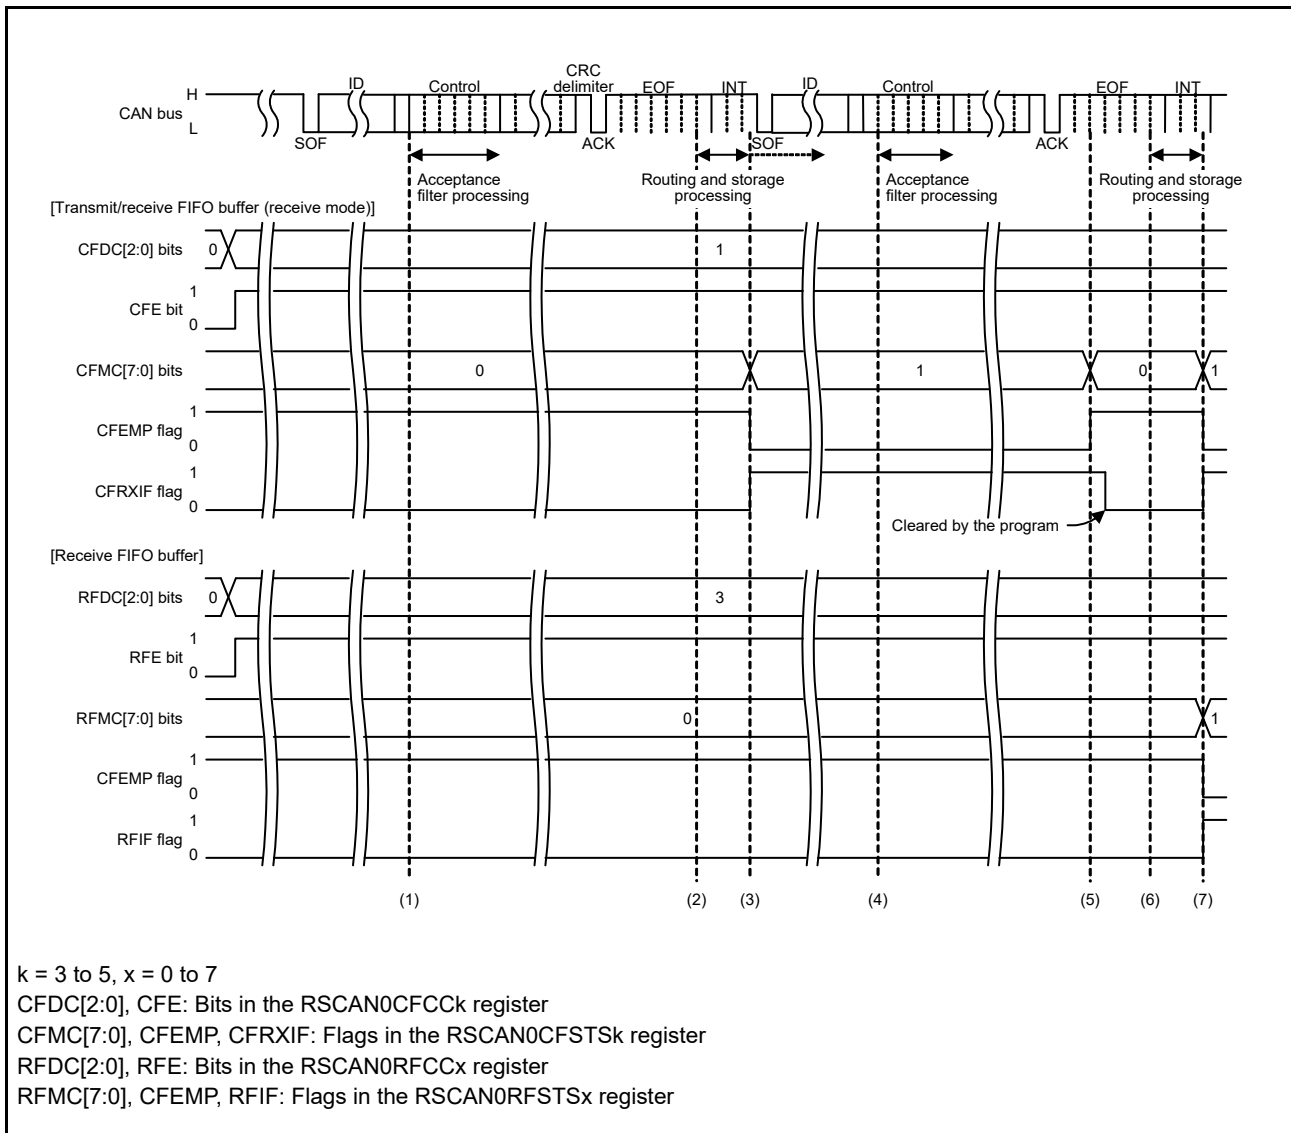 CAN bus
H
L
SOF
ID
Control
CRC
delimiter
ACK
EOF
INT
SOF
ID
Control
ACK
EOF
INT
Acceptance
filter processing
Routing and storage
processing
Acceptance
filter processing
Routing and storage
processing
[Transmit/receive FIFO buffer (receive mode)]
CFDC[2:0] bits 0 1
CFE bit 1 0
CFMC[7:0] bits 0 1 0 1
CFEMP flag 1 0
CFRXIF flag 1 0
Cleared by the program
[Receive FIFO buffer]
RFDC[2:0] bits 0 3
RFE bit 1 0
RFMC[7:0] bits 0 1
CFEMP flag 1 0
RFIF flag 1 0
(1) (2) (3) (4) (5) (6) (7)
k = 3 to 5, x = 0 to 7
CFDC[2:0], CFE: Bits in the RSCAN0CFCCk register
CFMC[7:0], CFEMP, CFRXIF: Flags in the RSCAN0CFSTSk register
RFDC[2:0], RFE: Bits in the RSCAN0RFCCx register
RFMC[7:0], CFEMP, RFIF: Flags in the RSCAN0RFSTSx register